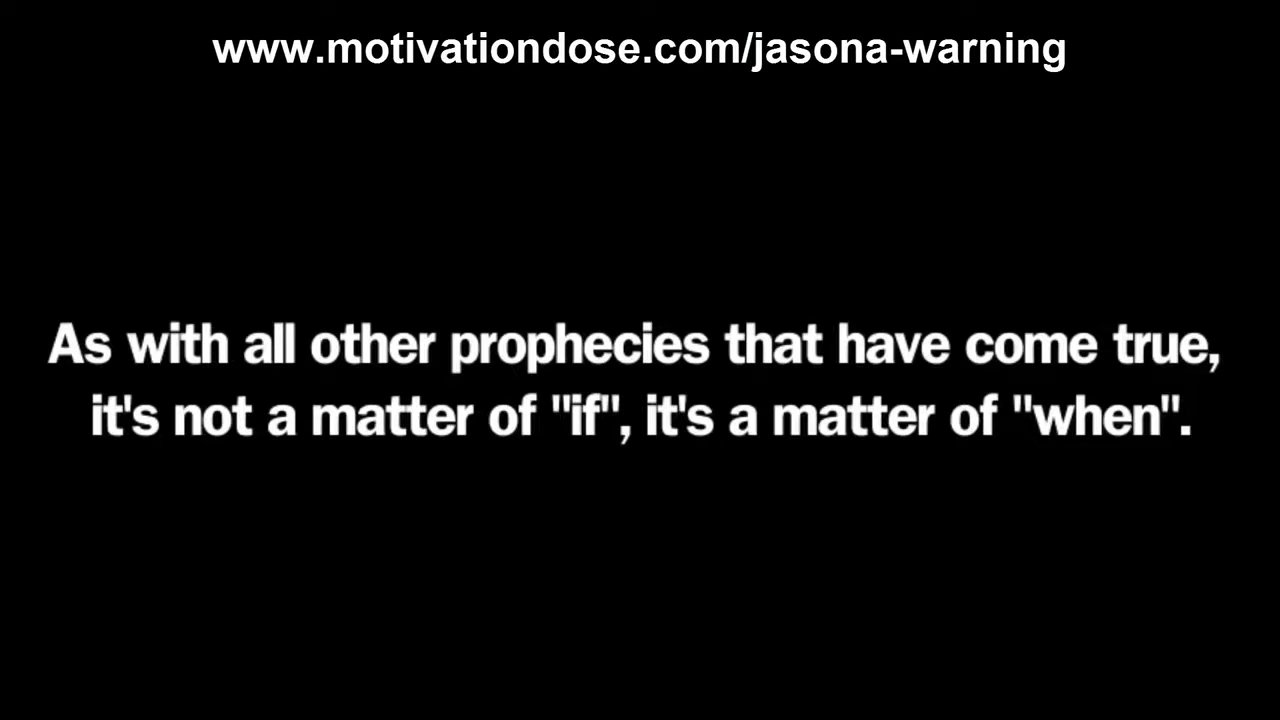 www.motivationdose.com/jasona-warning
As with all other prophecies that have come true,
it's not a matter of "if", it's a matter of "when".